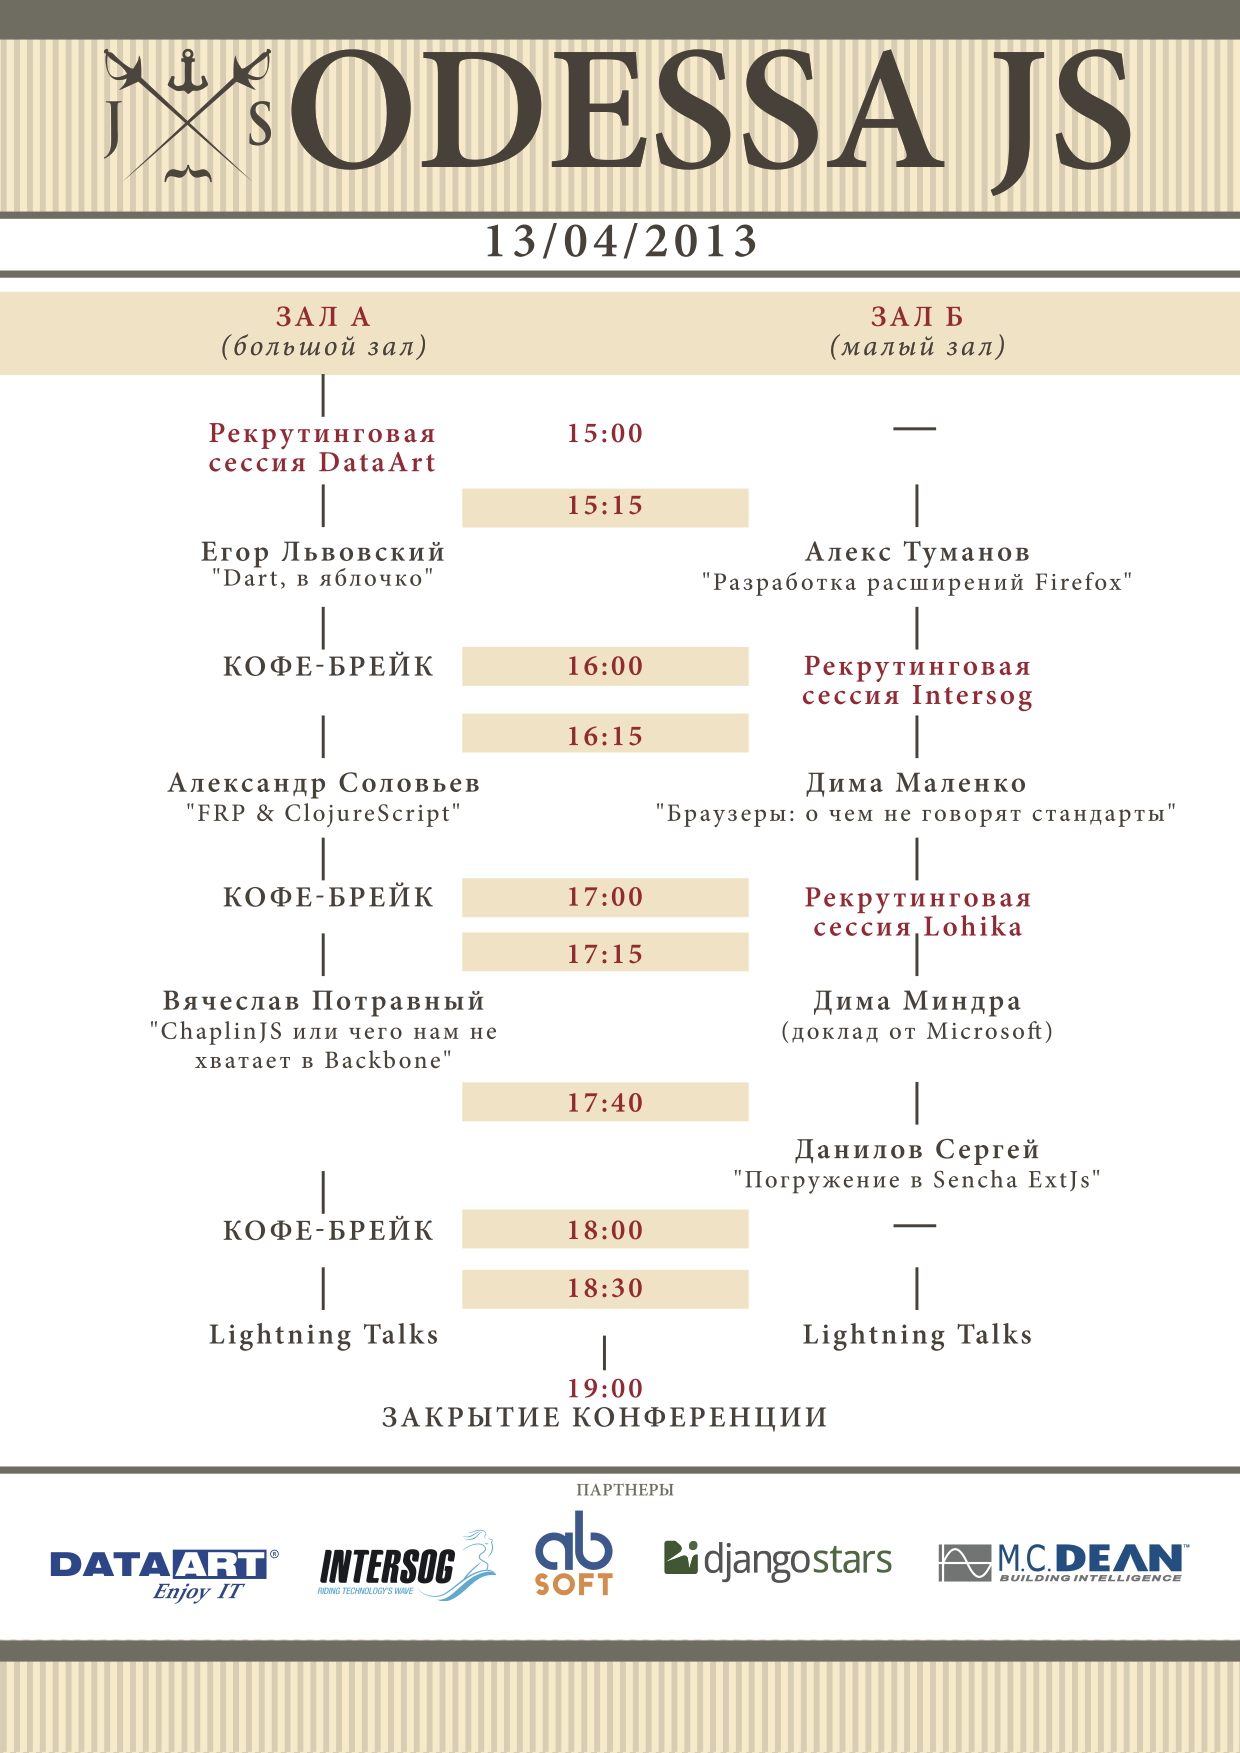 J S ODESSA JS
13/04/2013
ЗАЛ А
(большой зал)
ЗАЛ Б
(малый зал)
Рекрутинговая
сессия DataArt
15:00
—
15:15
Егор Львовский
"Dart, в яблочко"
Алекс Туманов
"Разработка расширений Firefox"
КОФЕ-БРЕЙК
16:00
Рекрутинговая
сессия Intersog
16:15
Александр Соловьев
"FRP & ClojureScript"
Дима Маленко
"Браузеры: о чем не говорят стандарты"
КОФЕ-БРЕЙК
17:00
Рекрутинговая
сессия Lohika
17:15
Вячеслав Потравный
"ChaplinJS или чего нам не
хватает в Backbone"
Дима Миндра
(доклад от Microsoft)
17:40
Данилов Сергей
"Погружение в Sencha ExtJs"
КОФЕ-БРЕЙК
18:00
—
18:30
Lightning Talks
Lightning Talks
19:00
ЗАКРЫТИЕ КОНФЕРЕНЦИИ
ПАРТНЕРЫ
DATAART®
Enjoy IT
INTERSOG
RIDING TECHNOLOGY'S WAVE
ab
SOFT
djangostars
M.C.DEAN™
BUILDING INTELLIGENCE